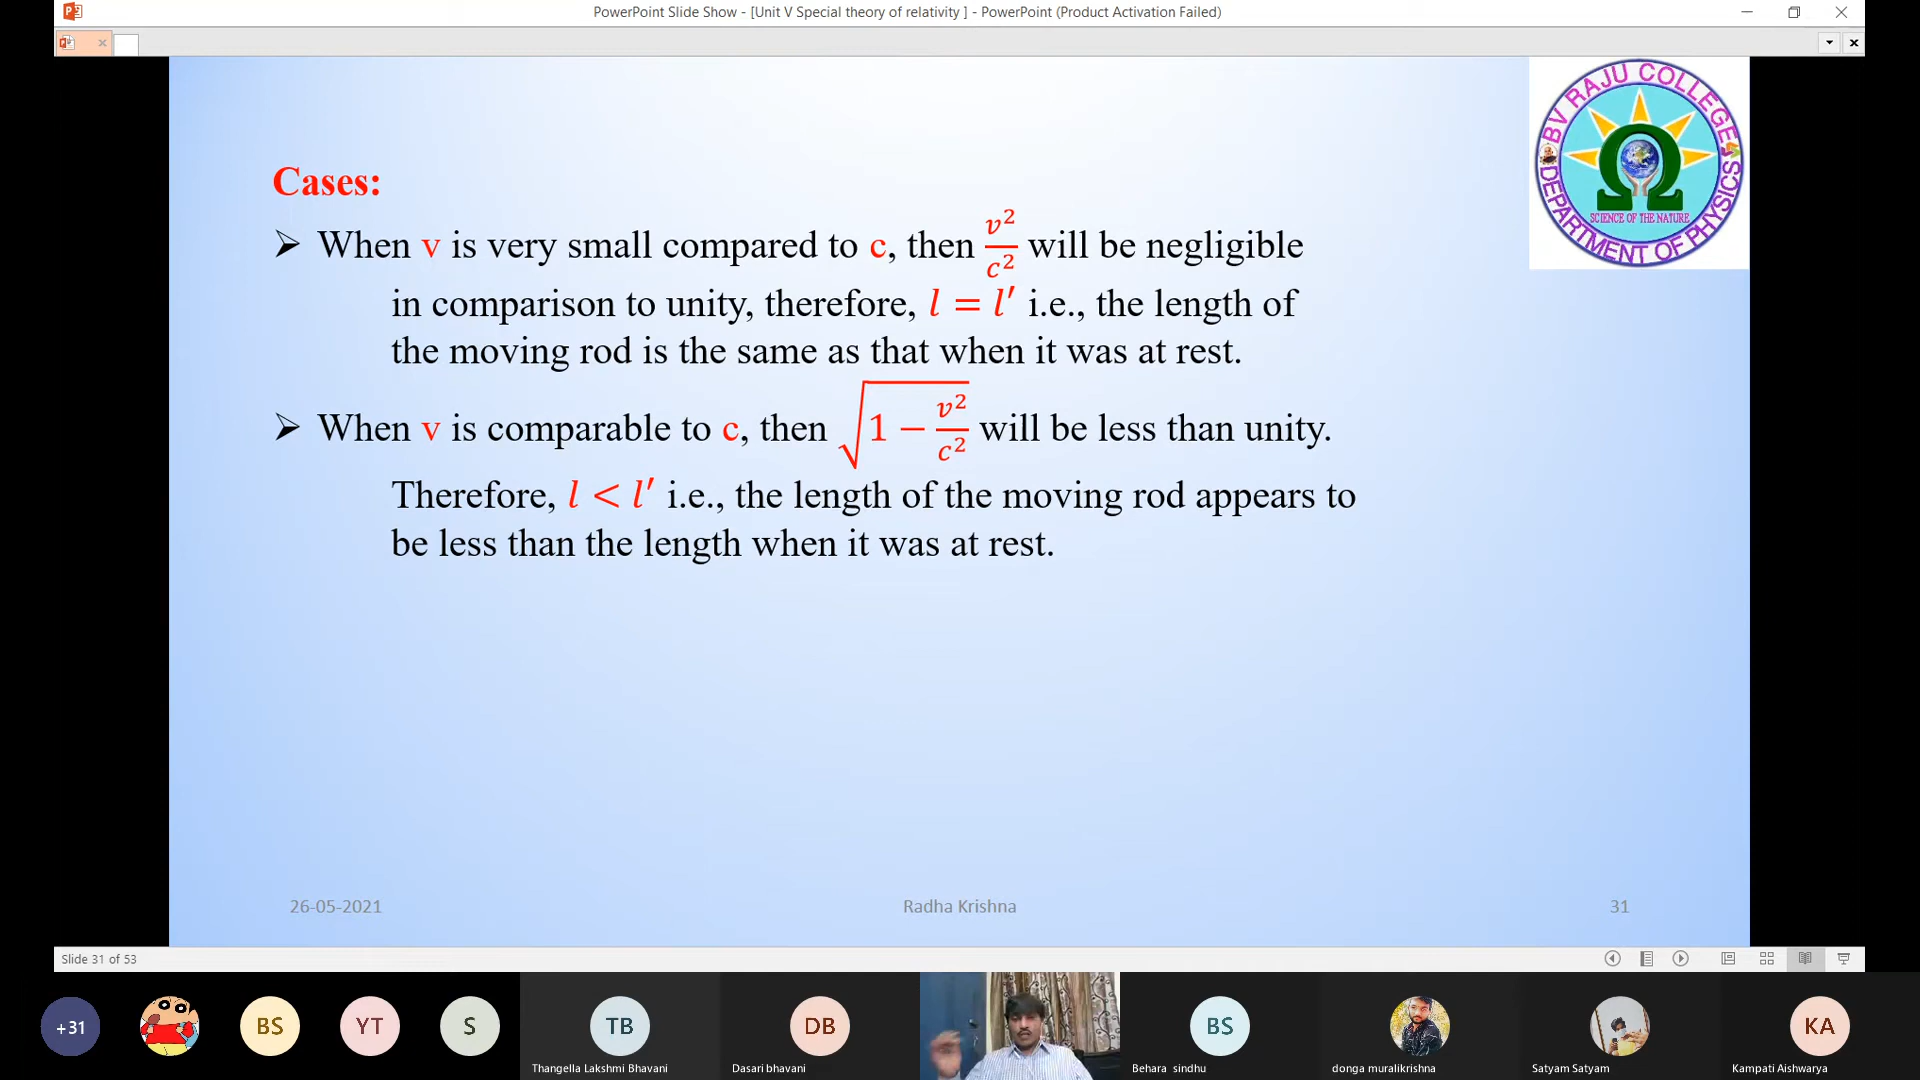 PowerPoint Slide Show - [Unit V Special theory of relativity ] - PowerPoint (Product Activation Failed)
BV RAJU COLLEGE
SCIENCE OF THE NATURE
DEPARTMENT OF PHYSICS
Cases:
➢ When v is very small compared to c, then v²/c² will be negligible
in comparison to unity, therefore, l = l′ i.e., the length of
the moving rod is the same as that when it was at rest.
➢ When v is comparable to c, then √(1 − v²/c²) will be less than unity.
Therefore, l < l′ i.e., the length of the moving rod appears to
be less than the length when it was at rest.
26-05-2021 Radha Krishna 31
Slide 31 of 53
+31 BS YT S TB DB BS KA
Thangella Lakshmi Bhavani Dasari bhavani Behara sindhu donga muralikrishna Satyam Satyam Kampati Aishwarya